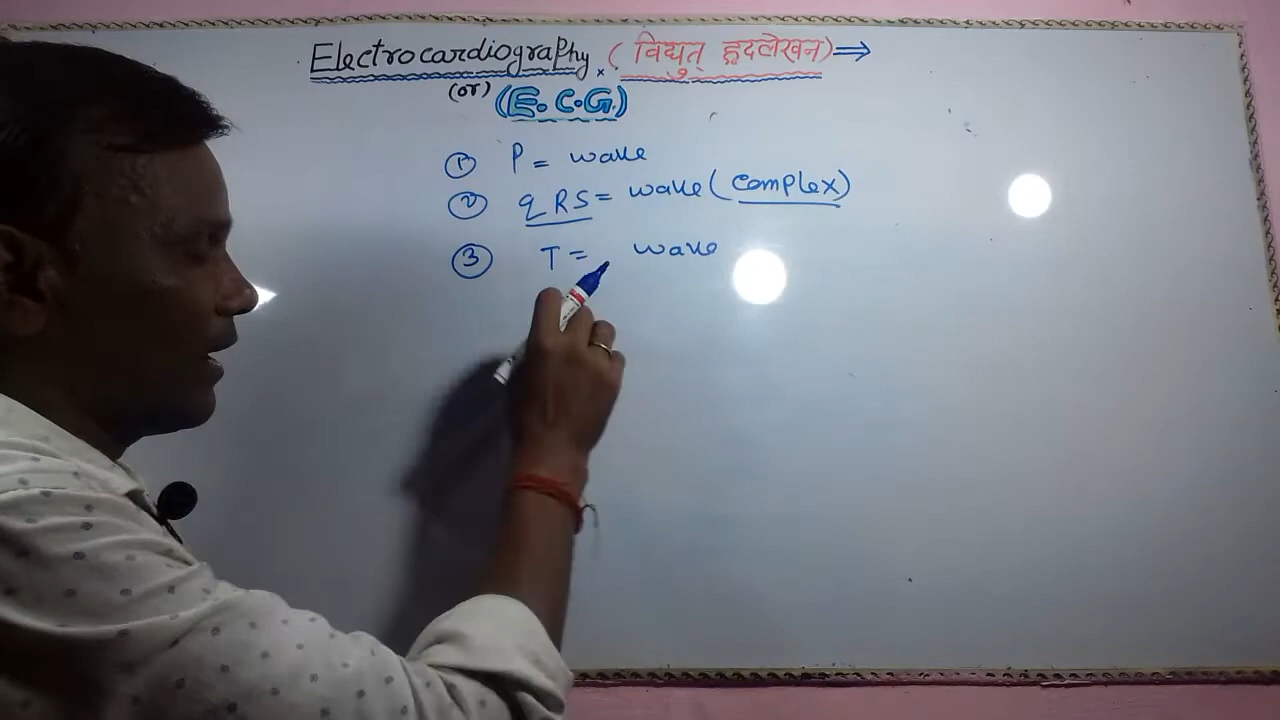 Electrocardiography. (विद्युत् हृदलेखन) ⇒
(or) (E.C.G.)
① P = wave
② qRS = wave (complex)
③ T = wave